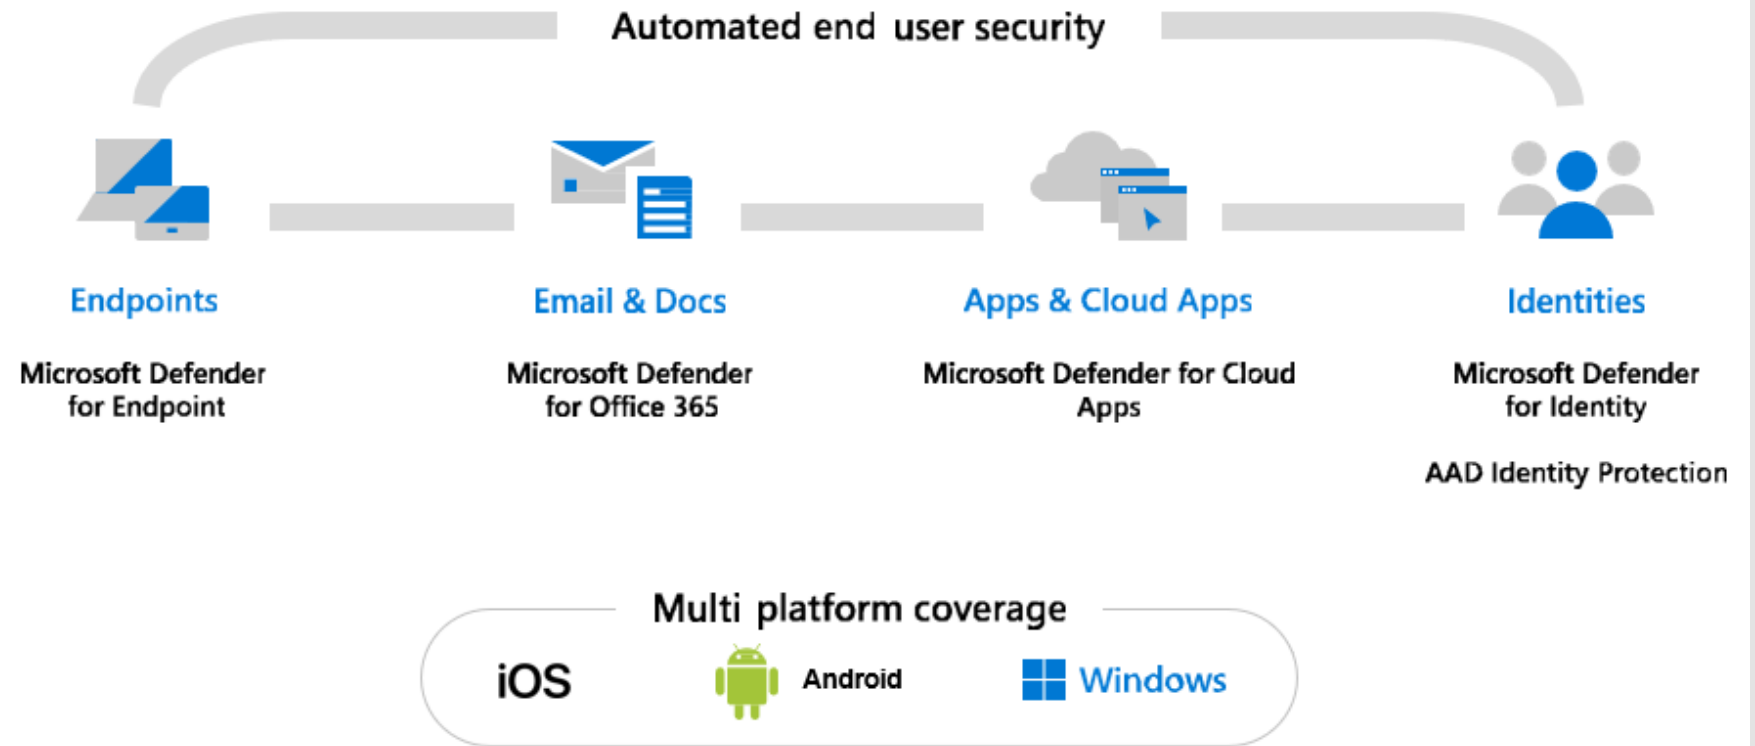 Automated end user security
Endpoints
Microsoft Defender
for Endpoint
Email & Docs
Microsoft Defender
for Office 365
Apps & Cloud Apps
Microsoft Defender for Cloud
Apps
Identities
Microsoft Defender
for Identity
AAD Identity Protection
Multi platform coverage
iOS
Android
Windows